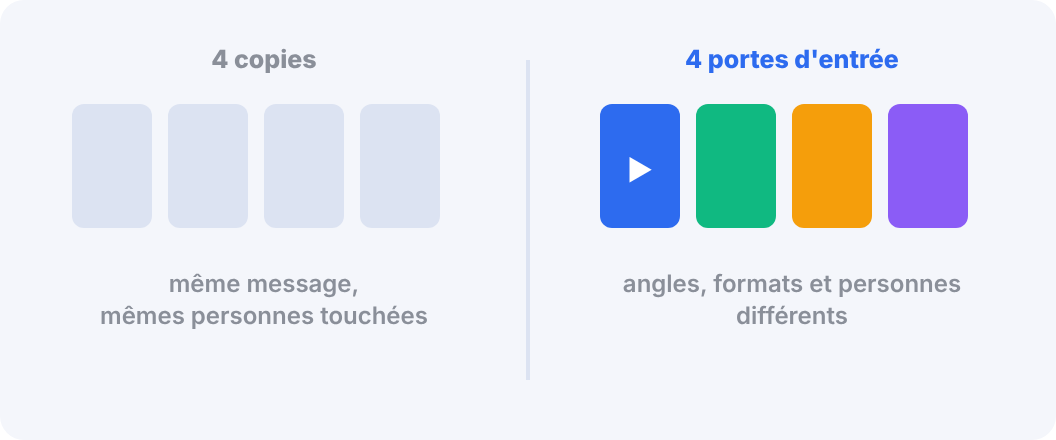 4 copies
même message,
mêmes personnes touchées
4 portes d'entrée
angles, formats et personnes
différents